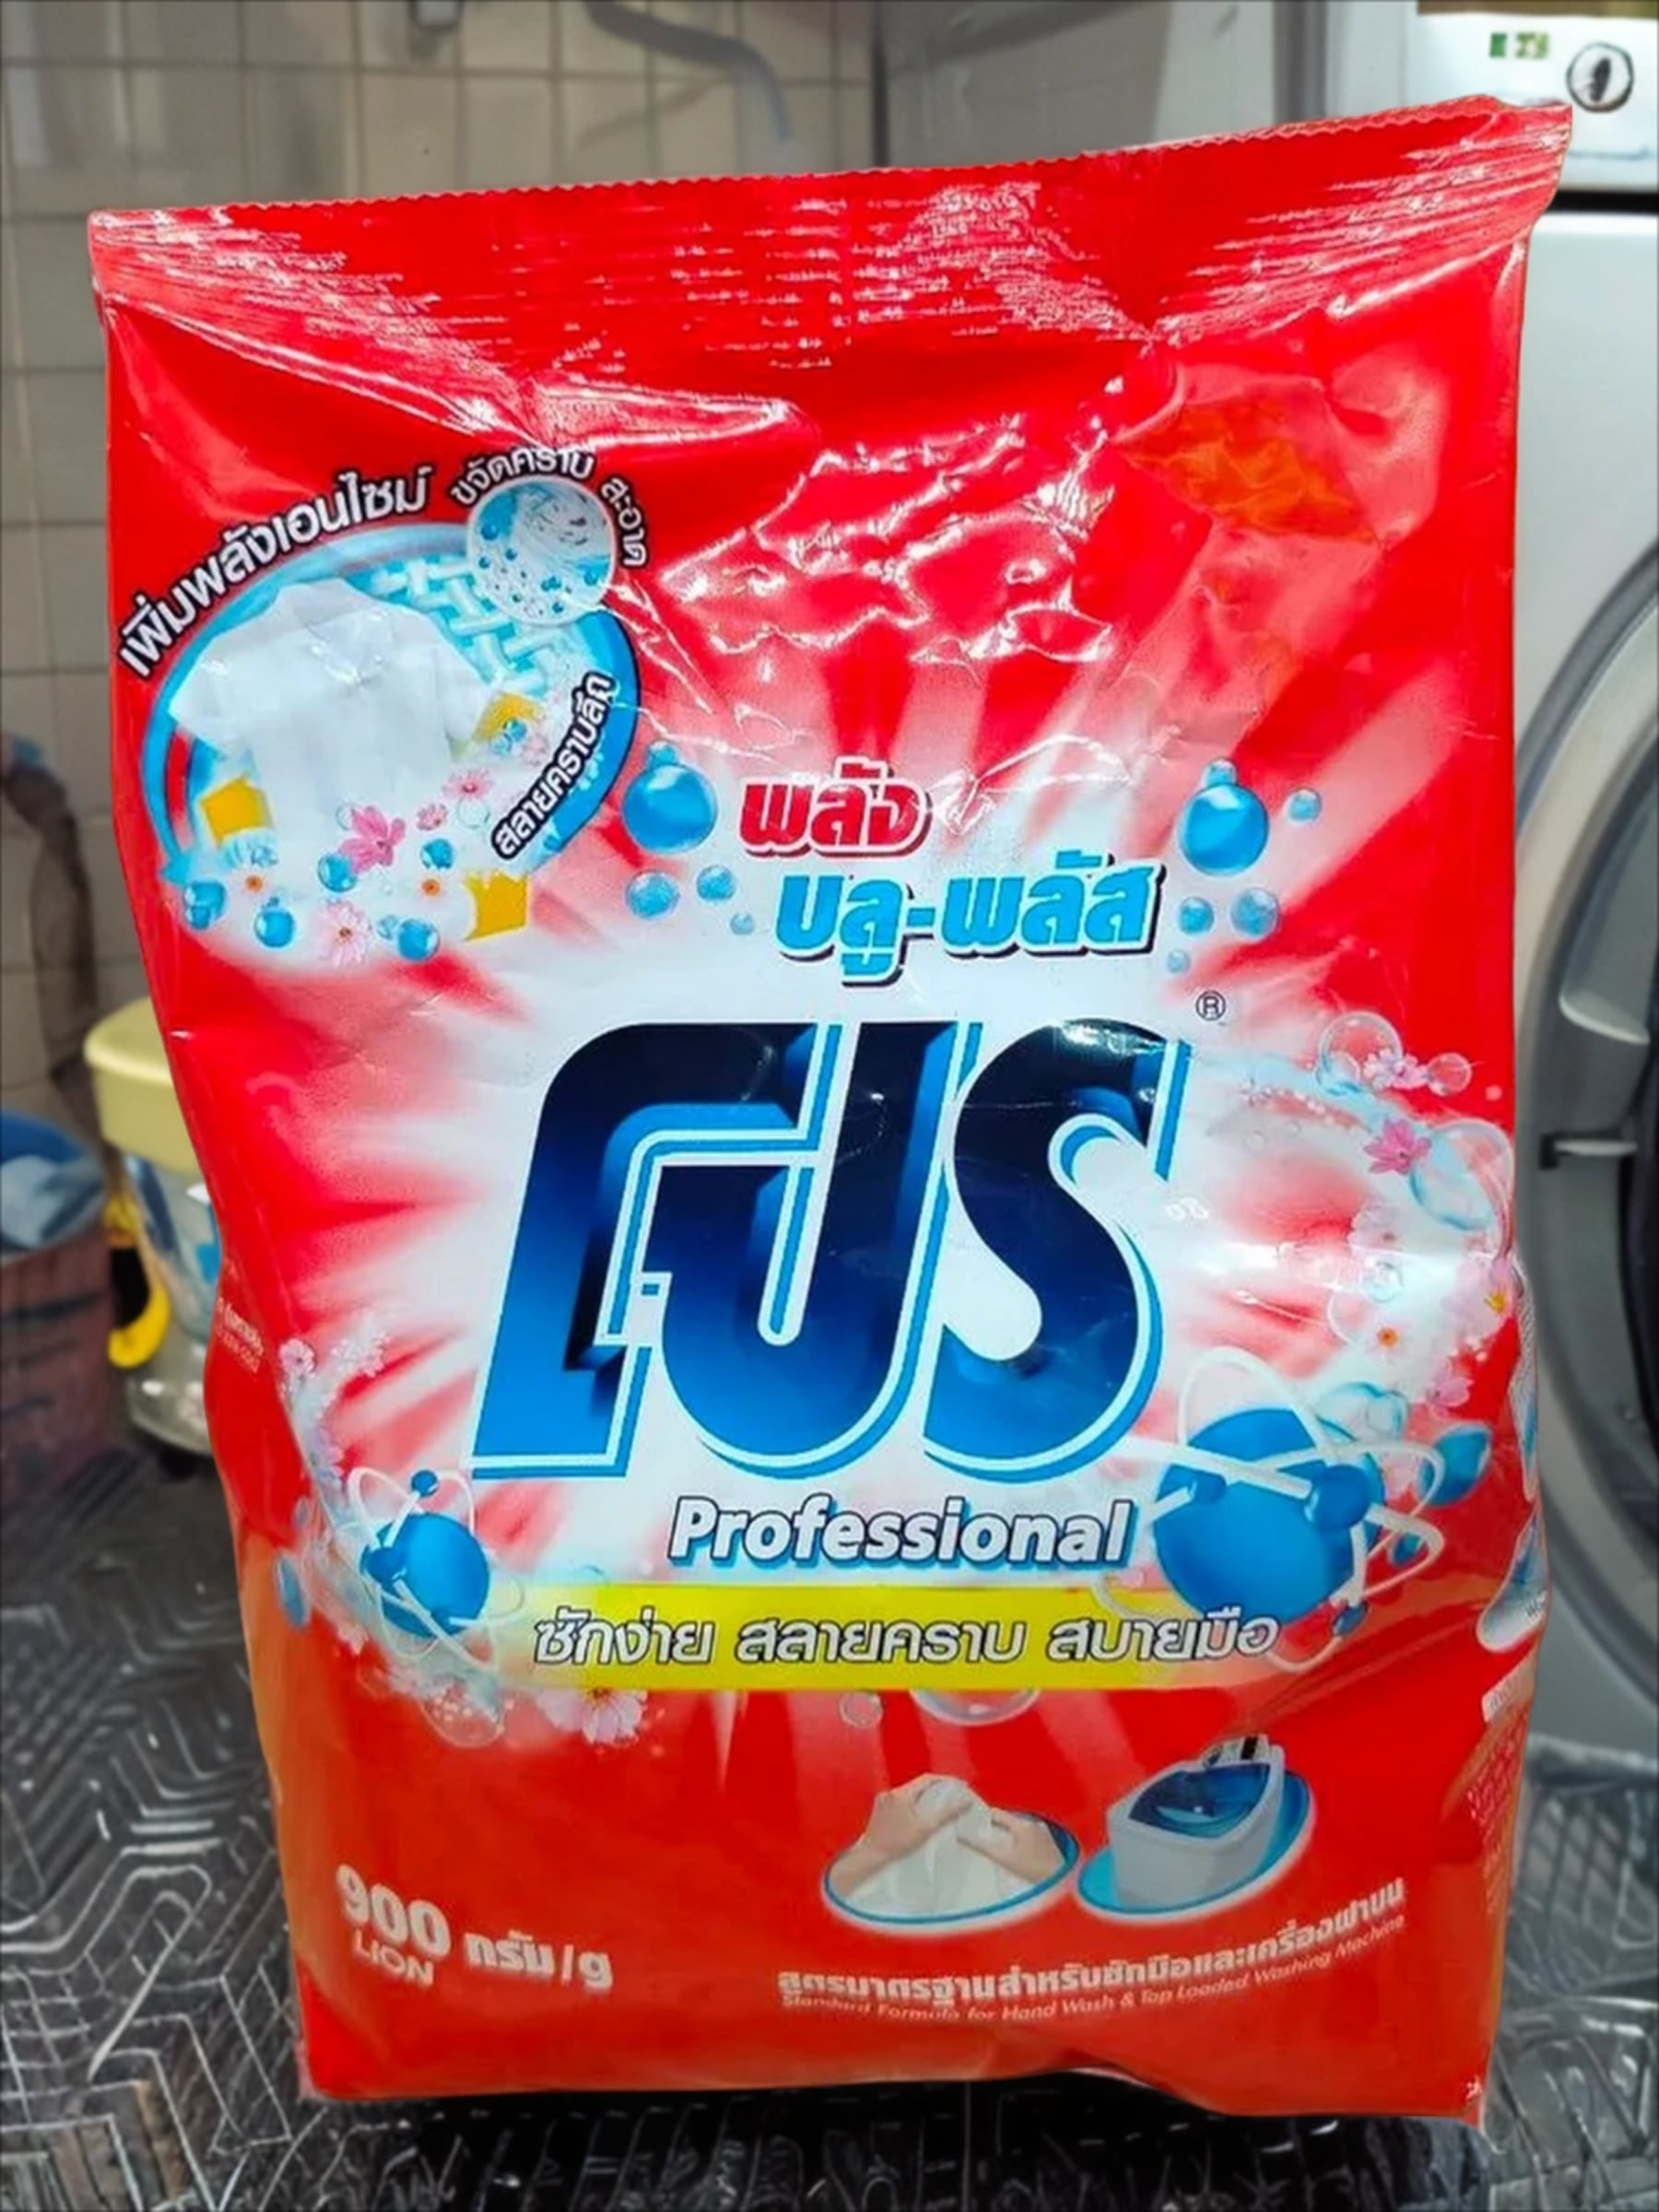 เพิ่มพลังเอนไซม์
ขจัดคราบ สะอาด
สลายคราบลึก
พลัง
บลู-พลัส
โปร®
Professional
ซักง่าย สลายคราบ สบายมือ
900 กรัม/g
LION
สูตรมาตรฐานสำหรับซักมือและเครื่องฝาบน
Standard Formula for Hand Wash & Top Loaded Washing Machine